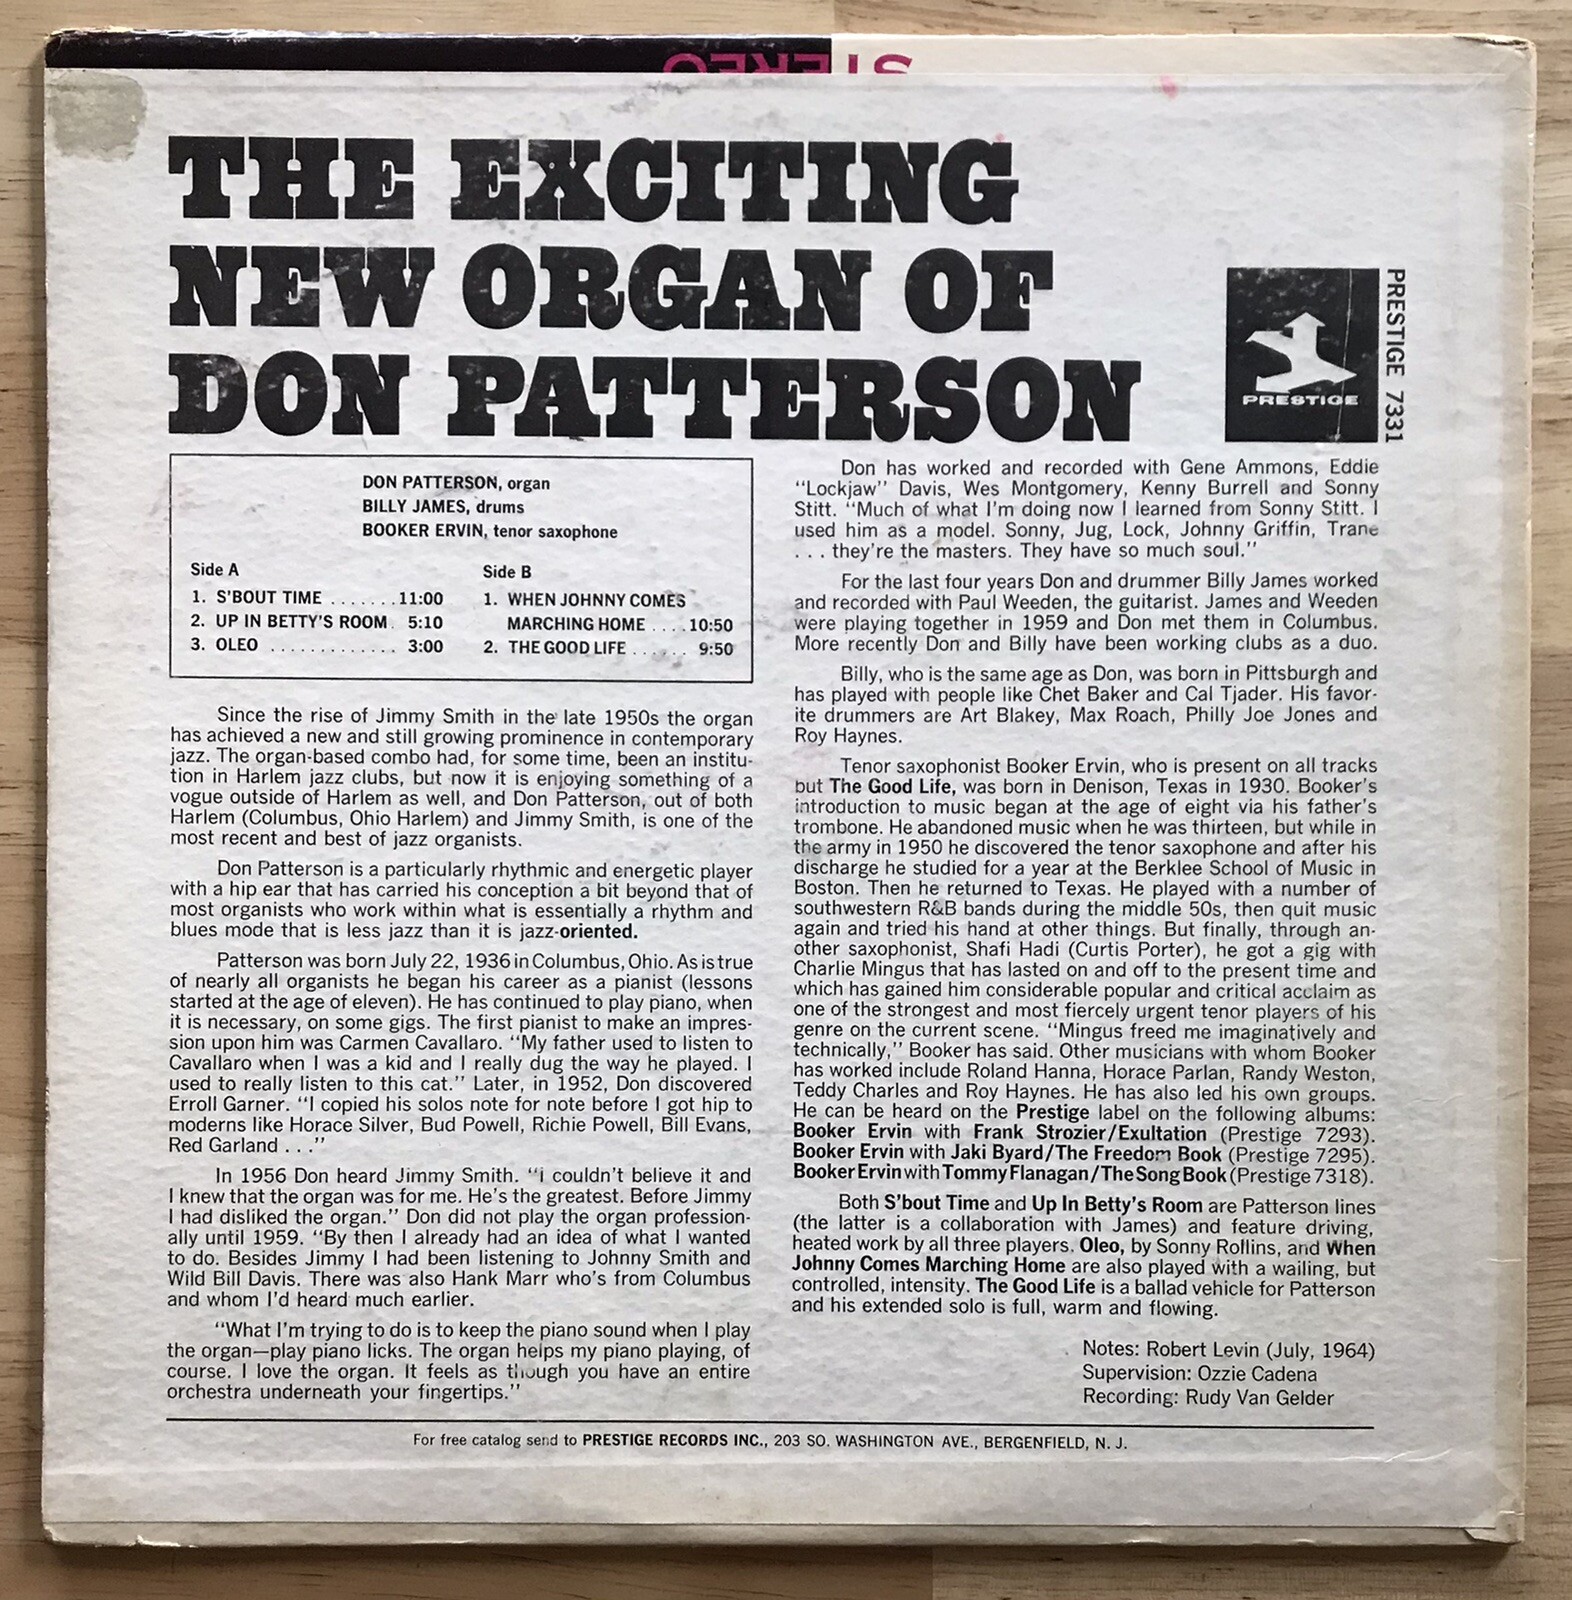 STEREO
THE EXCITING
NEW ORGAN OF
DON PATTERSON
PRESTIGE
PRESTIGE 7331
DON PATTERSON, organ
BILLY JAMES, drums
BOOKER ERVIN, tenor saxophone
Side A
1. S'BOUT TIME ....... 11:00
2. UP IN BETTY'S ROOM . 5:10
3. OLEO ............. 3:00
Side B
1. WHEN JOHNNY COMES
MARCHING HOME .... 10:50
2. THE GOOD LIFE ...... 9:50
Since the rise of Jimmy Smith in the late 1950s the organ
has achieved a new and still growing prominence in contemporary
jazz. The organ-based combo had, for some time, been an institu-
tion in Harlem jazz clubs, but now it is enjoying something of a
vogue outside of Harlem as well, and Don Patterson, out of both
Harlem (Columbus, Ohio Harlem) and Jimmy Smith, is one of the
most recent and best of jazz organists.
Don Patterson is a particularly rhythmic and energetic player
with a hip ear that has carried his conception a bit beyond that of
most organists who work within what is essentially a rhythm and
blues mode that is less jazz than it is jazz-oriented.
Patterson was born July 22, 1936 in Columbus, Ohio. As is true
of nearly all organists he began his career as a pianist (lessons
started at the age of eleven). He has continued to play piano, when
it is necessary, on some gigs. The first pianist to make an impres-
sion upon him was Carmen Cavallaro. "My father used to listen to
Cavallaro when I was a kid and I really dug the way he played. I
used to really listen to this cat." Later, in 1952, Don discovered
Erroll Garner. "I copied his solos note for note before I got hip to
moderns like Horace Silver, Bud Powell, Richie Powell, Bill Evans,
Red Garland . . ."
In 1956 Don heard Jimmy Smith. "i couldn't believe it and
I knew that the organ was for me. He's the greatest. Before Jimmy
I had disliked the organ." Don did not play the organ profession-
ally until 1959. "By then I already had an idea of what I wanted
to do. Besides Jimmy I had been listening to Johnny Smith and
Wild Bill Davis. There was also Hank Marr who's from Columbus
and whom I'd heard much earlier.
"What I'm trying to do is to keep the piano sound when I play
the organ—play piano licks. The organ helps my piano playing, of
course. I love the organ. It feels as though you have an entire
orchestra underneath your fingertips."
Don has worked and recorded with Gene Ammons, Eddie
"Lockjaw" Davis, Wes Montgomery, Kenny Burrell and Sonny
Stitt. "Much of what I'm doing now I learned from Sonny Stitt. I
used him as a model. Sonny, Jug, Lock, Johnny Griffin, Trane
. . . they're the masters. They have so much soul."
For the last four years Don and drummer Billy James worked
and recorded with Paul Weeden, the guitarist. James and Weeden
were playing together in 1959 and Don met them in Columbus.
More recently Don and Billy have been working clubs as a duo.
Billy, who is the same age as Don, was born in Pittsburgh and
has played with people like Chet Baker and Cal Tjader. His favor-
ite drummers are Art Blakey, Max Roach, Philly Joe Jones and
Roy Haynes.
Tenor saxophonist Booker Ervin, who is present on all tracks
but The Good Life, was born in Denison, Texas in 1930. Booker's
introduction to music began at the age of eight via his father's
trombone. He abandoned music when he was thirteen, but while in
the army in 1950 he discovered the tenor saxophone and after his
discharge he studied for a year at the Berklee School of Music in
Boston. Then he returned to Texas. He played with a number of
southwestern R&B bands during the middle 50s, then quit music
again and tried his hand at other things. But finally, through an-
other saxophonist, Shafi Hadi (Curtis Porter), he got a gig with
Charlie Mingus that has lasted on and off to the present time and
which has gained him considerable popular and critical acclaim as
one of the strongest and most fiercely urgent tenor players of his
genre on the current scene. "Mingus freed me imaginatively and
technically," Booker has said. Other musicians with whom Booker
has worked include Roland Hanna, Horace Parlan, Randy Weston,
Teddy Charles and Roy Haynes. He has also led his own groups.
He can be heard on the Prestige label on the following albums:
Booker Ervin with Frank Strozier/Exultation (Prestige 7293).
Booker Ervin with Jaki Byard/The Freedom Book (Prestige 7295).
Booker Ervin with Tommy Flanagan/The Song Book (Prestige 7318).
Both S'bout Time and Up In Betty's Room are Patterson lines
(the latter is a collaboration with James) and feature driving,
heated work by all three players. Oleo, by Sonny Rollins, and When
Johnny Comes Marching Home are also played with a wailing, but
controlled, intensity. The Good Life is a ballad vehicle for Patterson
and his extended solo is full, warm and flowing.
Notes: Robert Levin (July, 1964)
Supervision: Ozzie Cadena
Recording: Rudy Van Gelder
For free catalog send to PRESTIGE RECORDS INC., 203 SO. WASHINGTON AVE., BERGENFIELD, N. J.